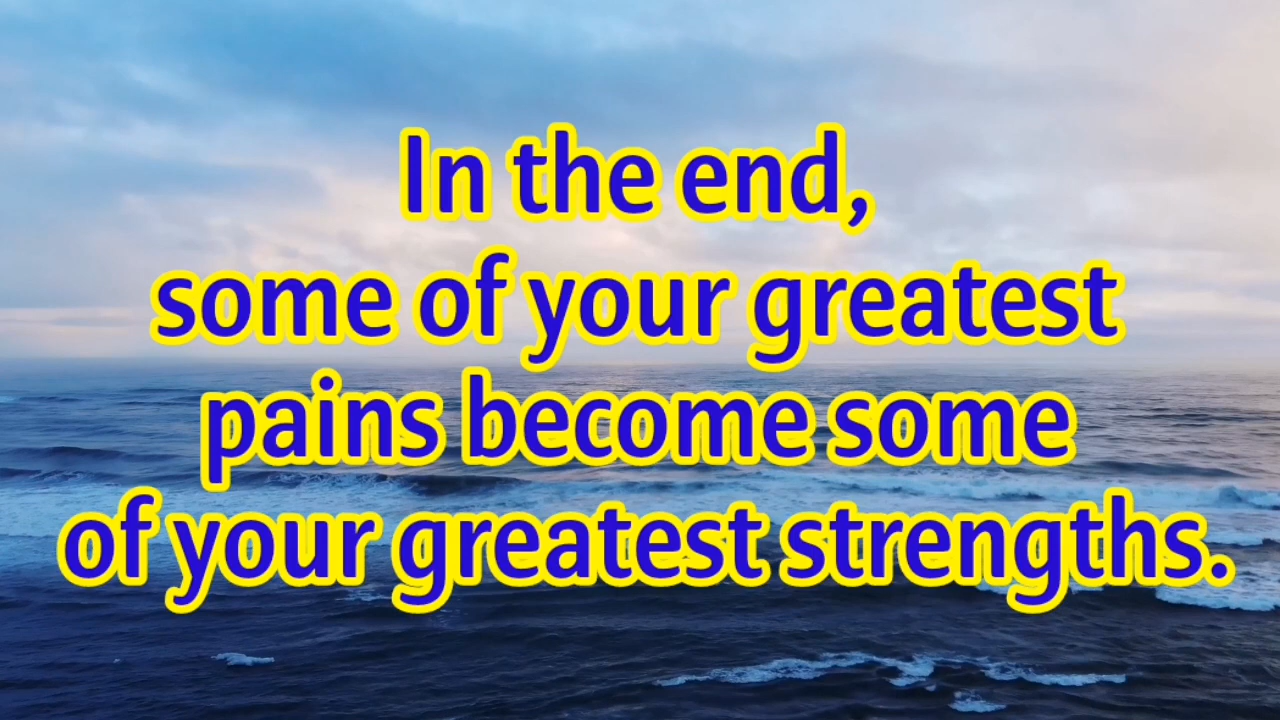 In the end,
some of your greatest
pains become some
of your greatest strengths.